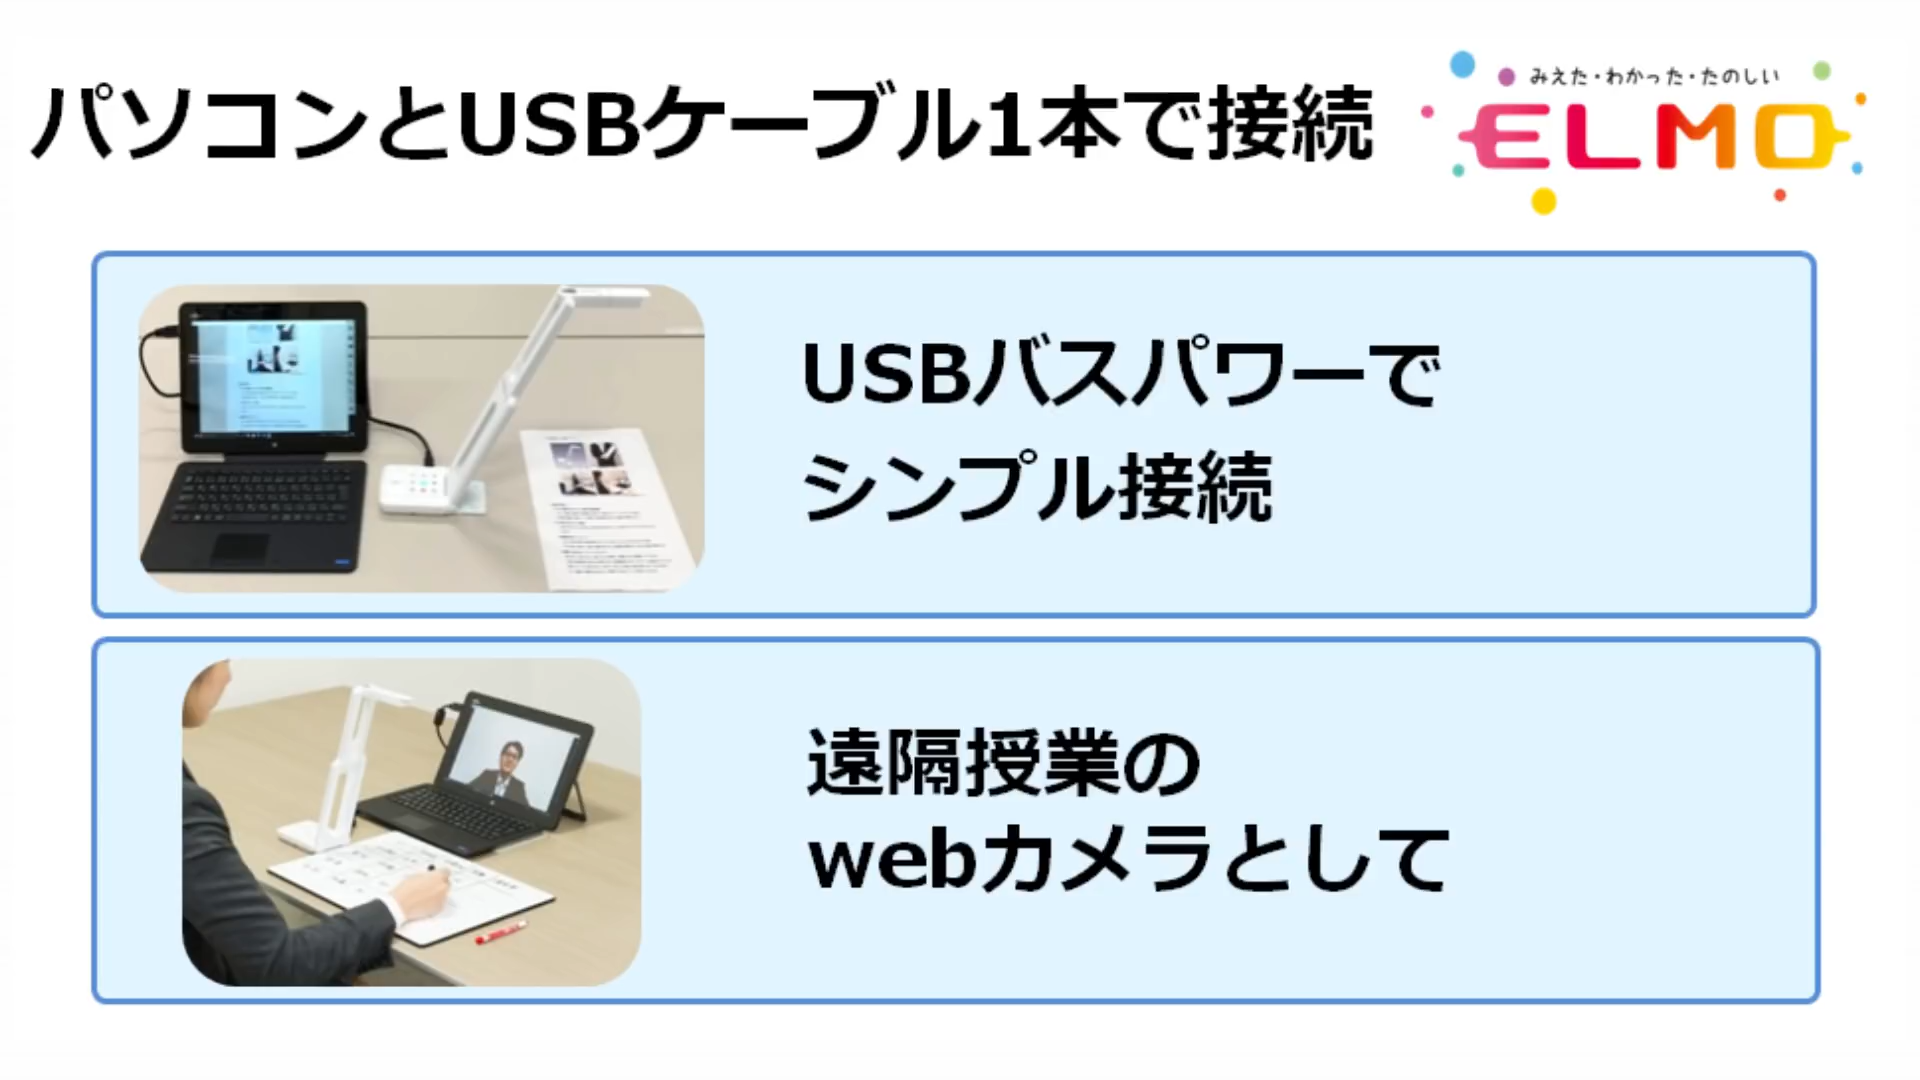 パソコンとUSBケーブル1本で接続
みえた・わかった・たのしい
ELMO
USBバスパワーで
シンプル接続
遠隔授業の
webカメラとして